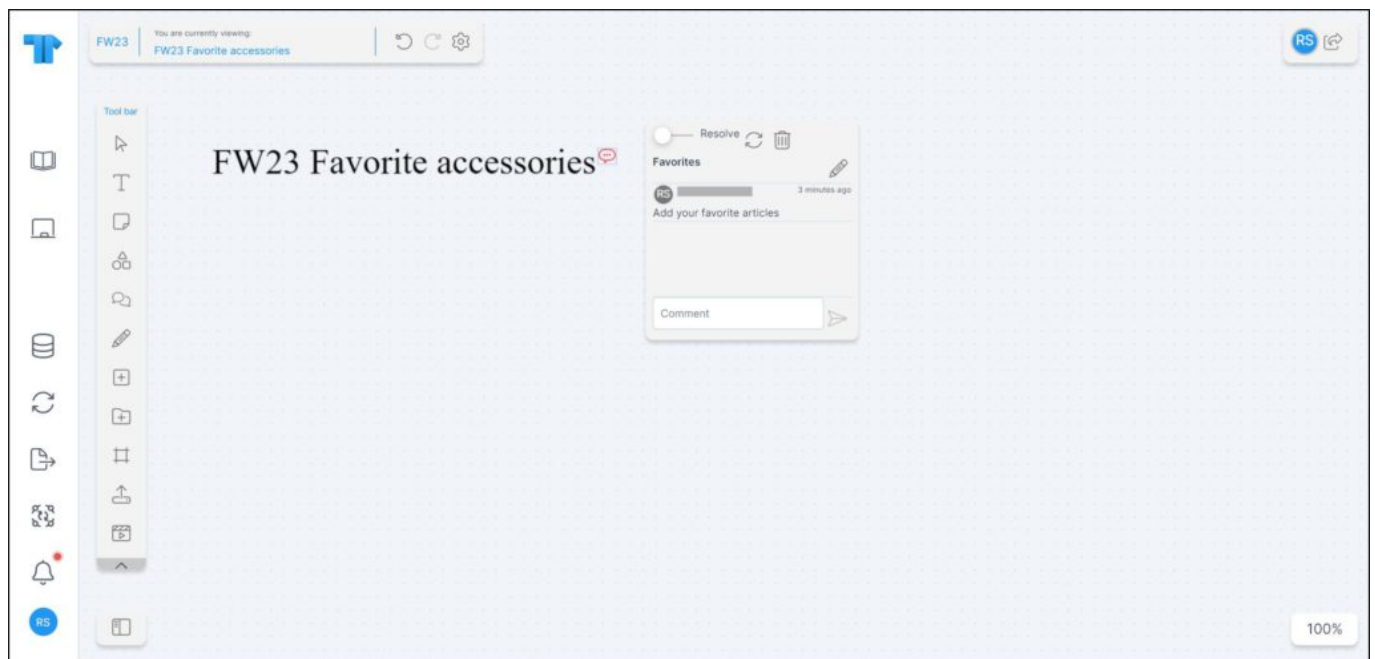 FW23
You are currently viewing:
FW23 Favorite accessories
RS
Tool bar
FW23 Favorite accessories
Resolve
Favorites
RS
3 minutes ago
Add your favorite articles
Comment
RS
100%